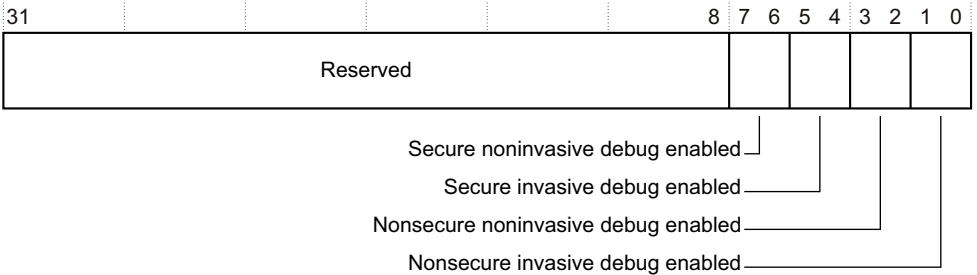 31 8 7 6 5 4 3 2 1 0
Reserved
Secure noninvasive debug enabled
Secure invasive debug enabled
Nonsecure noninvasive debug enabled
Nonsecure invasive debug enabled